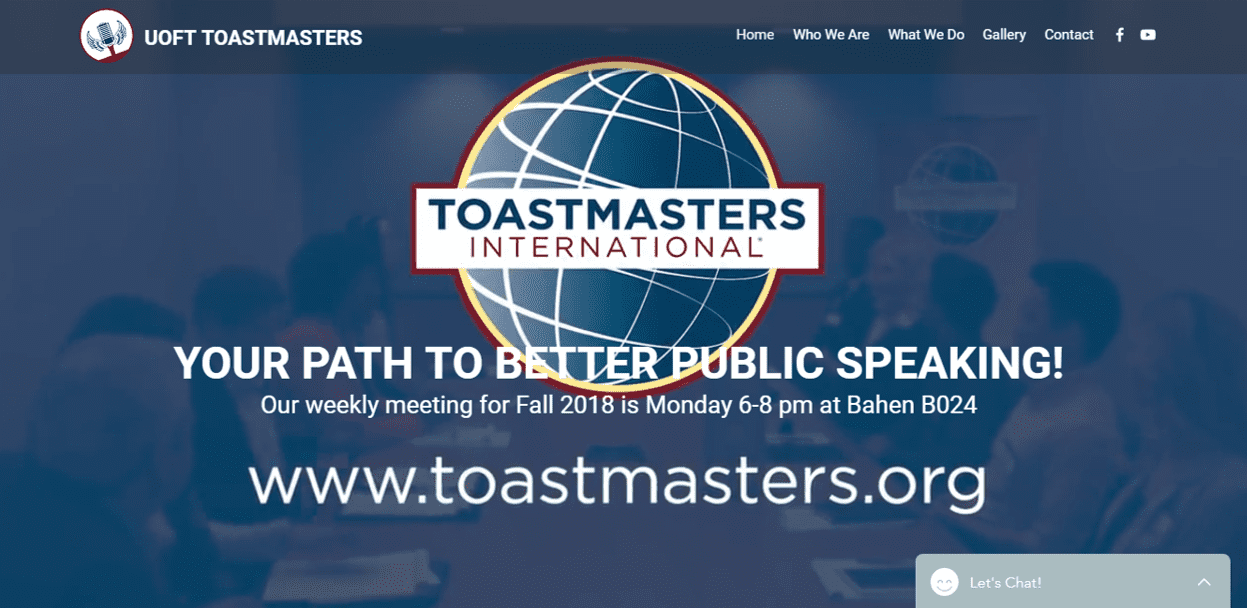 UOFT TOASTMASTERS
Home Who We Are What We Do Gallery Contact
TOASTMASTERS
INTERNATIONAL®
YOUR PATH TO BETTER PUBLIC SPEAKING!
Our weekly meeting for Fall 2018 is Monday 6-8 pm at Bahen B024
www.toastmasters.org
Let's Chat!